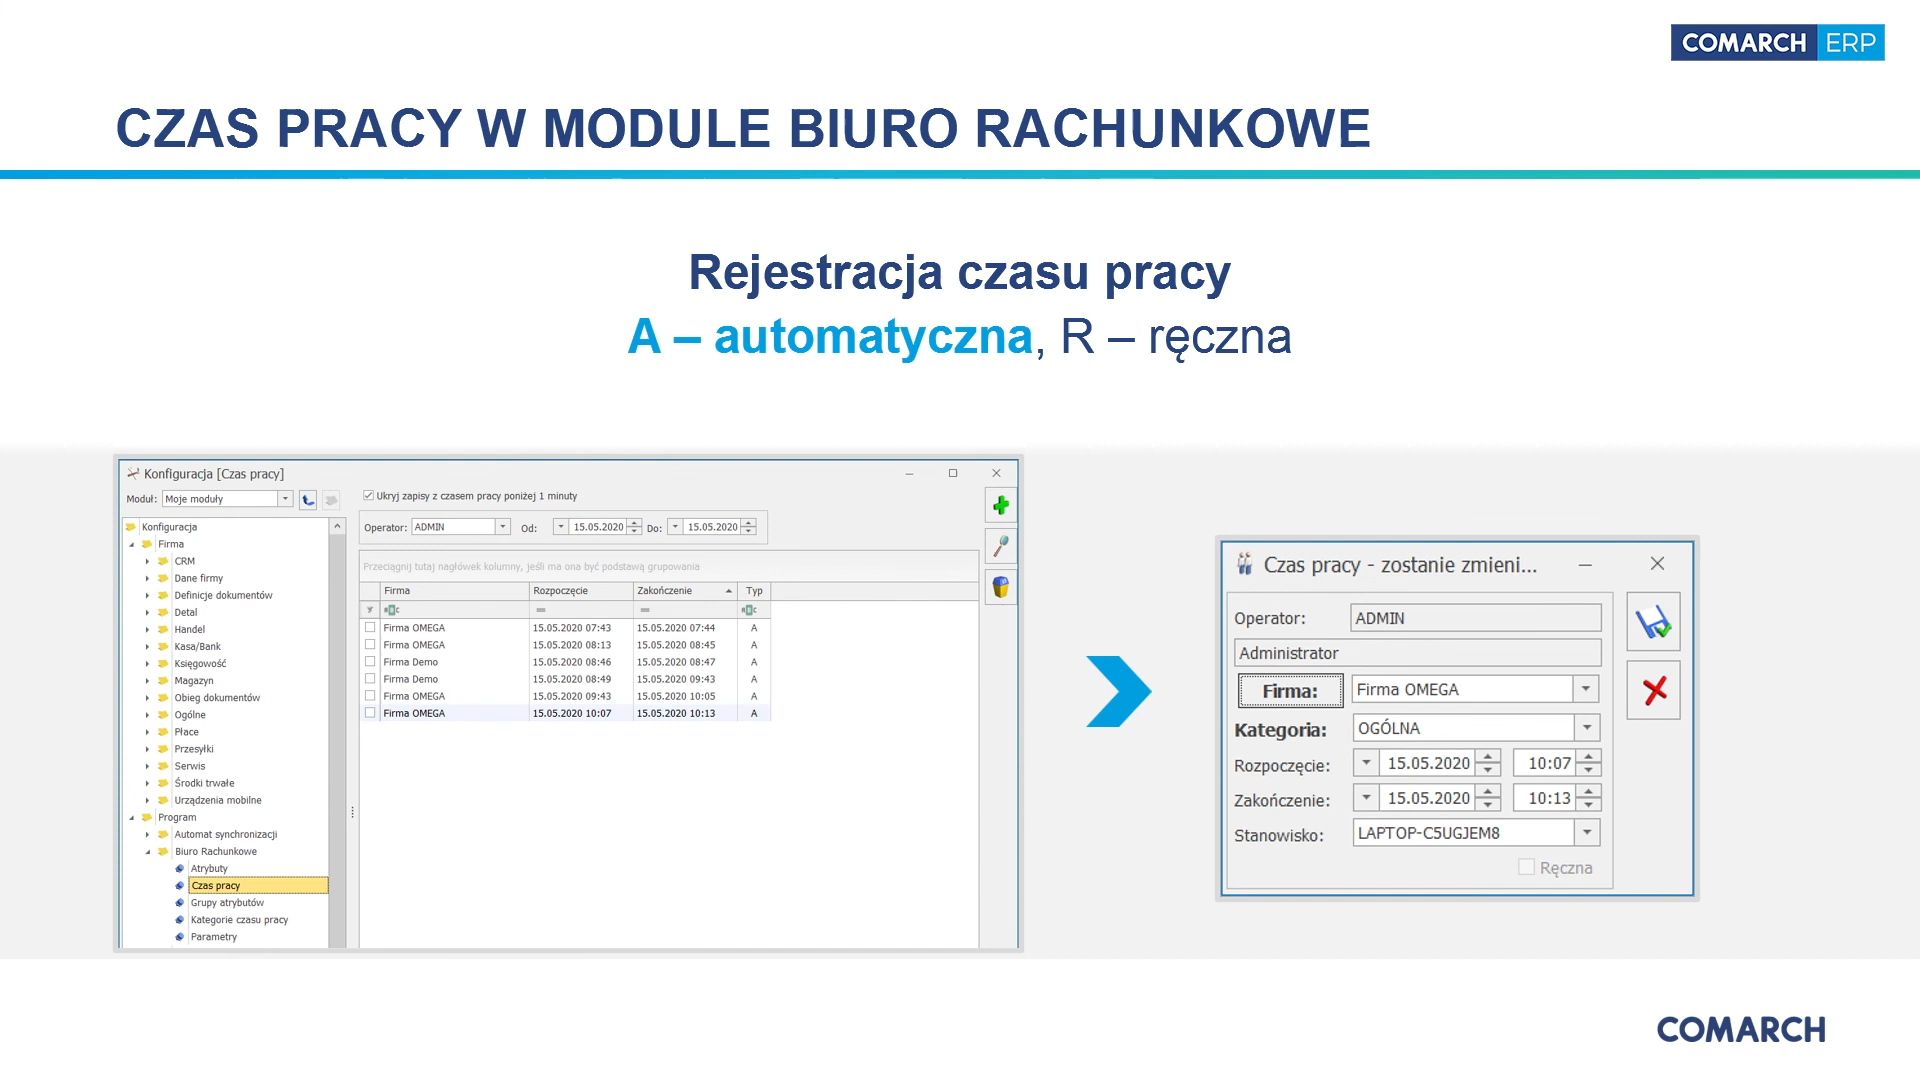 COMARCH ERP
CZAS PRACY W MODULE BIURO RACHUNKOWE
Rejestracja czasu pracy
A – automatyczna, R – ręczna
Konfiguracja [Czas pracy]
Moduł: Moje moduły
Konfiguracja
Firma
CRM
Dane firmy
Definicje dokumentów
Detal
Handel
Kasa/Bank
Księgowość
Magazyn
Obieg dokumentów
Ogólne
Płace
Przesyłki
Serwis
Środki trwałe
Urządzenia mobilne
Program
Automat synchronizacji
Biuro Rachunkowe
Atrybuty
Czas pracy
Grupy atrybutów
Kategorie czasu pracy
Parametry
Ukryj zapisy z czasem pracy poniżej 1 minuty
Operator: ADMIN Od: 15.05.2020 Do: 15.05.2020
Przeciągnij tutaj nagłówek kolumny, jeśli ma ona być podstawą grupowania
Firma Rozpoczęcie Zakończenie Typ
Firma OMEGA 15.05.2020 07:43 15.05.2020 07:44 A
Firma OMEGA 15.05.2020 08:13 15.05.2020 08:45 A
Firma Demo 15.05.2020 08:46 15.05.2020 08:47 A
Firma Demo 15.05.2020 08:49 15.05.2020 09:43 A
Firma OMEGA 15.05.2020 09:43 15.05.2020 10:05 A
Firma OMEGA 15.05.2020 10:07 15.05.2020 10:13 A
Czas pracy - zostanie zmieni...
Operator: ADMIN
Administrator
Firma: Firma OMEGA
Kategoria: OGÓLNA
Rozpoczęcie: 15.05.2020 10:07
Zakończenie: 15.05.2020 10:13
Stanowisko: LAPTOP-C5UGJEM8
Ręczna
COMARCH